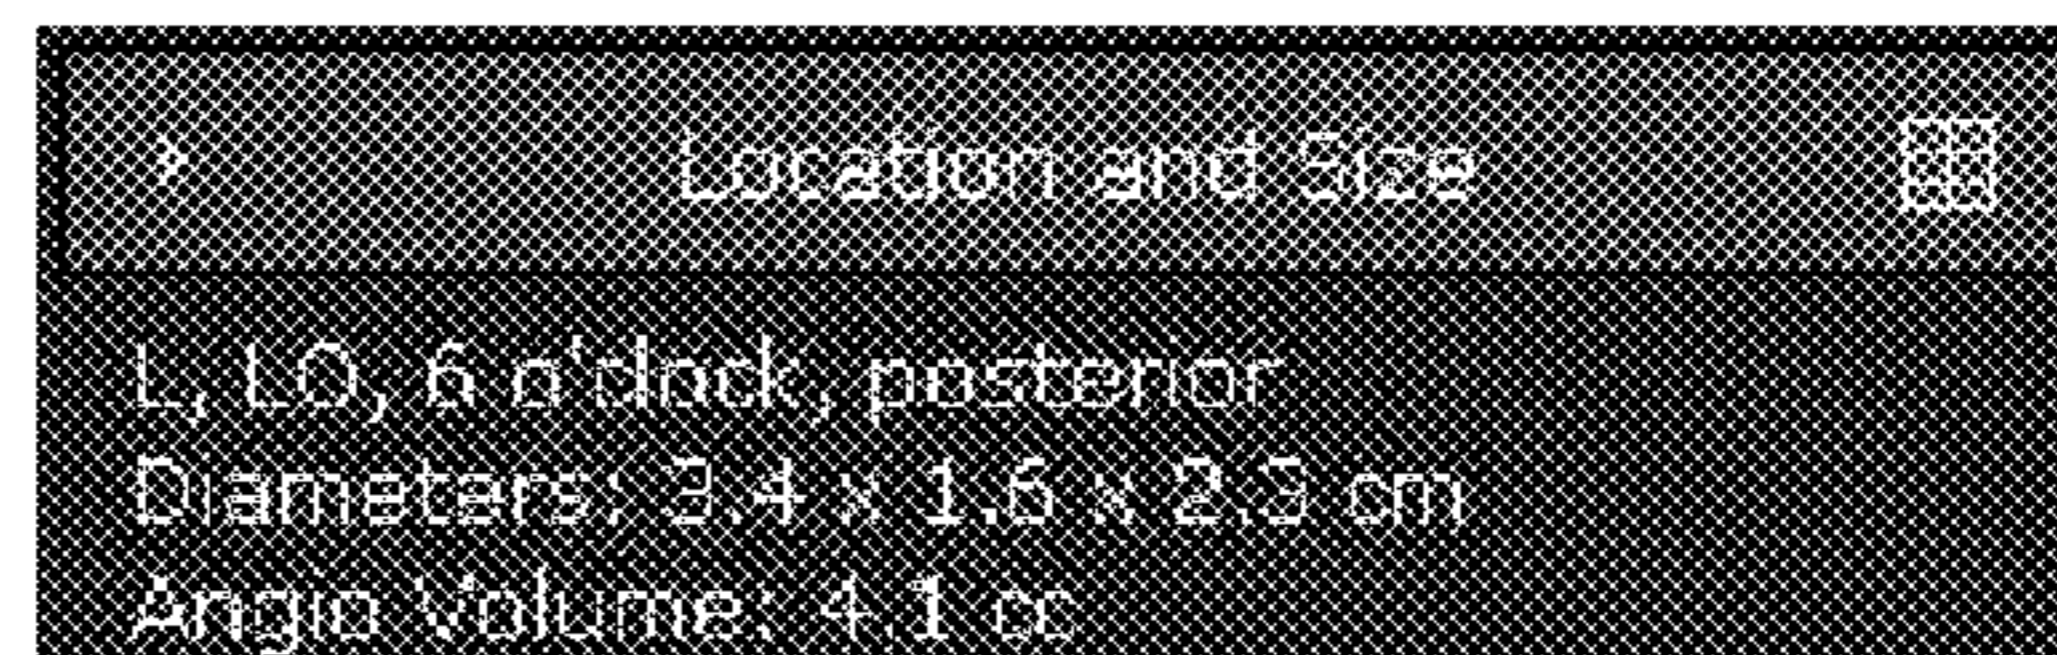 Location and Size
L, LO, 6 o'clock, posterior
Diameters: 3.4 x 1.6 x 2.3 cm
Angio Volume: 4.1 cc